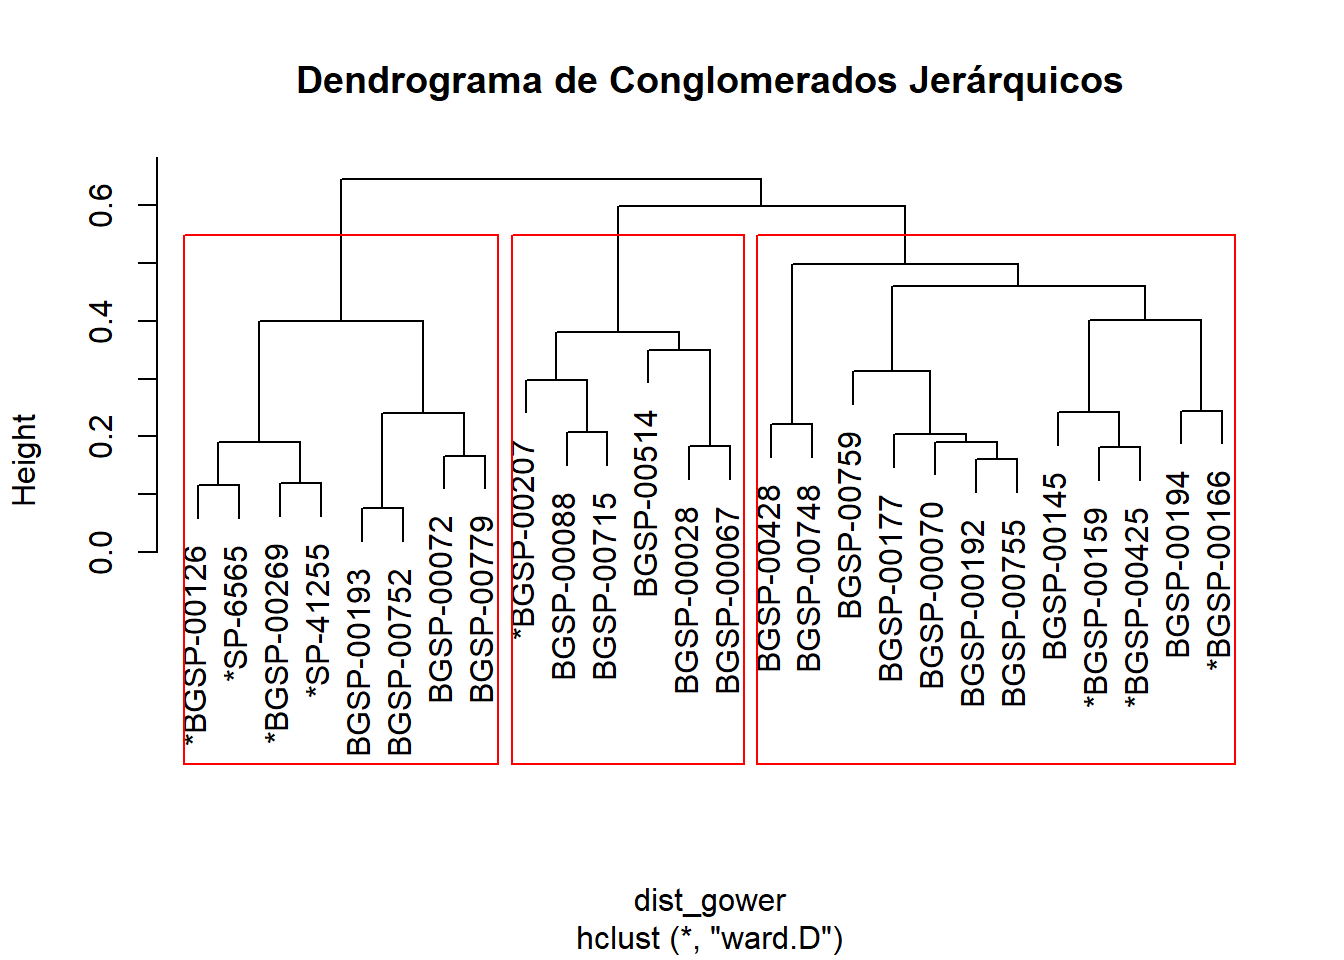 Dendrograma de Conglomerados Jerárquicos
Height
0.6
0.4
0.2
0.0
*BGSP-00126
*SP-6565
*BGSP-00269
*SP-41255
BGSP-00193
BGSP-00752
BGSP-00072
BGSP-00779
*BGSP-00207
BGSP-00088
BGSP-00715
BGSP-00514
BGSP-00028
BGSP-00067
BGSP-00428
BGSP-00748
BGSP-00759
BGSP-00177
BGSP-00070
BGSP-00192
BGSP-00755
BGSP-00145
*BGSP-00159
*BGSP-00425
BGSP-00194
*BGSP-00166
dist_gower
hclust (*, "ward.D")